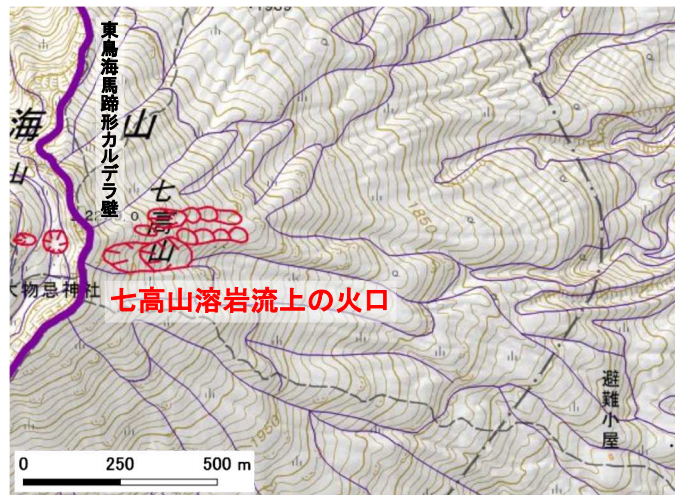 東鳥海馬蹄形カルデラ壁
海
山
山
七高山
物忌神社
七高山溶岩流上の火口
1850
1950
避難小屋
0 250 500 m